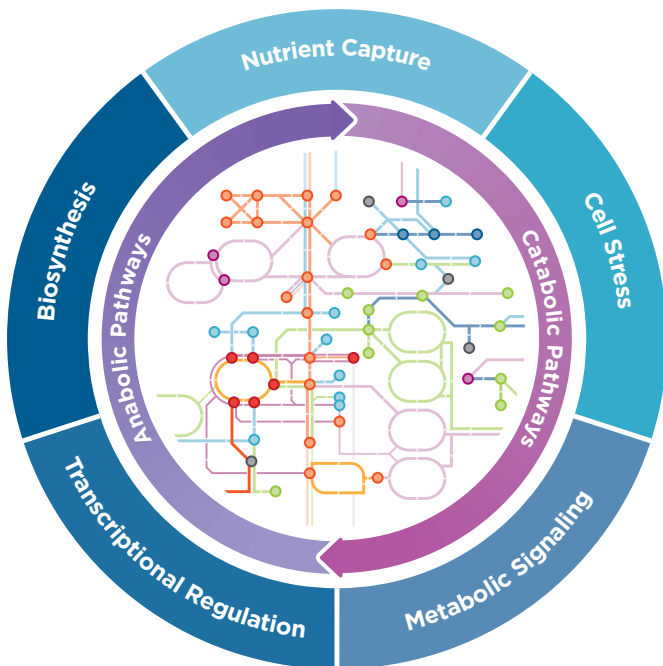 Nutrient Capture
Cell Stress
Metabolic Signaling
Transcriptional Regulation
Biosynthesis
Anabolic Pathways
Catabolic Pathways